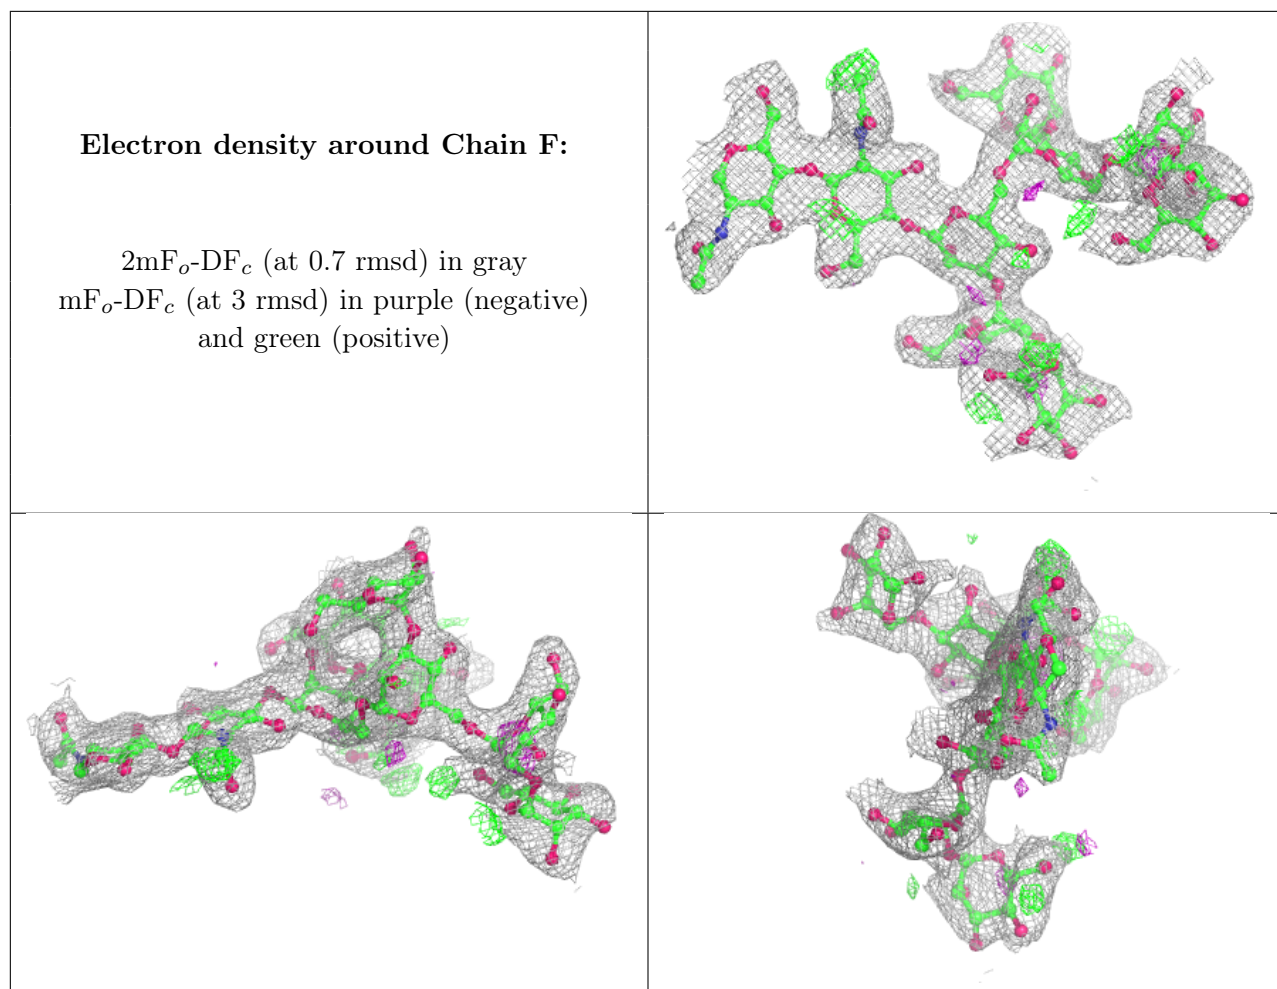 Electron density around Chain F:
2mFo-DFc (at 0.7 rmsd) in gray
mFo-DFc (at 3 rmsd) in purple (negative)
and green (positive)